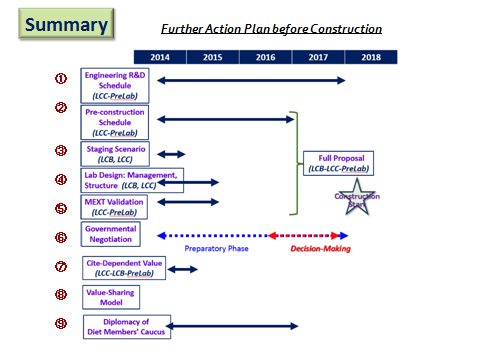 Summary
Further Action Plan before Construction
2014 2015 2016 2017 2018
① Engineering R&D
Schedule
(LCC-PreLab)
② Pre-construction
Schedule
(LCC-PreLab)
③ Staging Scenario
(LCB, LCC)
Full Proposal
(LCB-LCC-PreLab)
④ Lab Design: Management,
Structure (LCB, LCC)
Construction
Start
⑤ MEXT Validation
(LCC-PreLab)
⑥ Governmental
Negotiation
Preparatory Phase
Decision-Making
⑦ Cite-Dependent Value
(LCC-LCB-PreLab)
⑧ Value-Sharing
Model
⑨ Diplomacy of
Diet Members' Caucus